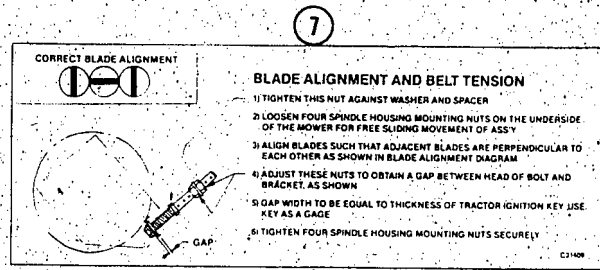 7
CORRECT BLADE ALIGNMENT
BLADE ALIGNMENT AND BELT TENSION
1) TIGHTEN THIS NUT AGAINST WASHER AND SPACER
2) LOOSEN FOUR SPINDLE HOUSING MOUNTING NUTS ON THE UNDERSIDE
OF THE MOWER FOR FREE SLIDING MOVEMENT OF ASS'Y
3) ALIGN BLADES SUCH THAT ADJACENT BLADES ARE PERPENDICULAR TO
EACH OTHER AS SHOWN IN BLADE ALIGNMENT DIAGRAM
4) ADJUST THESE NUTS TO OBTAIN A GAP BETWEEN HEAD OF BOLT AND
BRACKET, AS SHOWN
5) GAP WIDTH TO BE EQUAL TO THICKNESS OF TRACTOR IGNITION KEY USE
KEY AS A GAGE
6) TIGHTEN FOUR SPINDLE HOUSING MOUNTING NUTS SECURELY
GAP
C31409